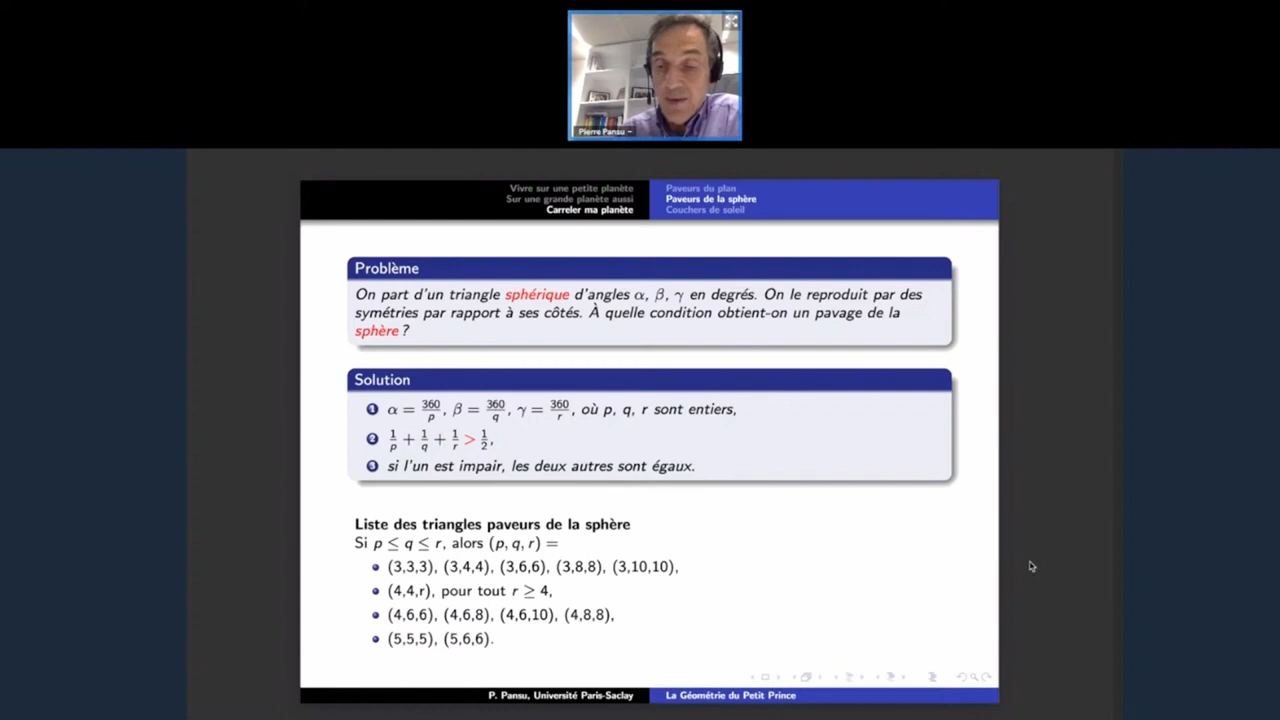 Pierre Pansu ~
Vivre sur une petite planète
Sur une grande planète aussi
Carreler ma planète
Paveurs du plan
Paveurs de la sphère
Couchers de soleil
Problème
On part d'un triangle sphérique d'angles α, β, γ en degrés. On le reproduit par des
symétries par rapport à ses côtés. À quelle condition obtient-on un pavage de la
sphère ?
Solution
1 α = 360/p, β = 360/q, γ = 360/r, où p, q, r sont entiers,
2 1/p + 1/q + 1/r > 1/2,
3 si l'un est impair, les deux autres sont égaux.
Liste des triangles paveurs de la sphère
Si p ≤ q ≤ r, alors (p, q, r) =
• (3,3,3), (3,4,4), (3,6,6), (3,8,8), (3,10,10),
• (4,4,r), pour tout r ≥ 4,
• (4,6,6), (4,6,8), (4,6,10), (4,8,8),
• (5,5,5), (5,6,6).
P. Pansu, Université Paris-Saclay
La Géométrie du Petit Prince